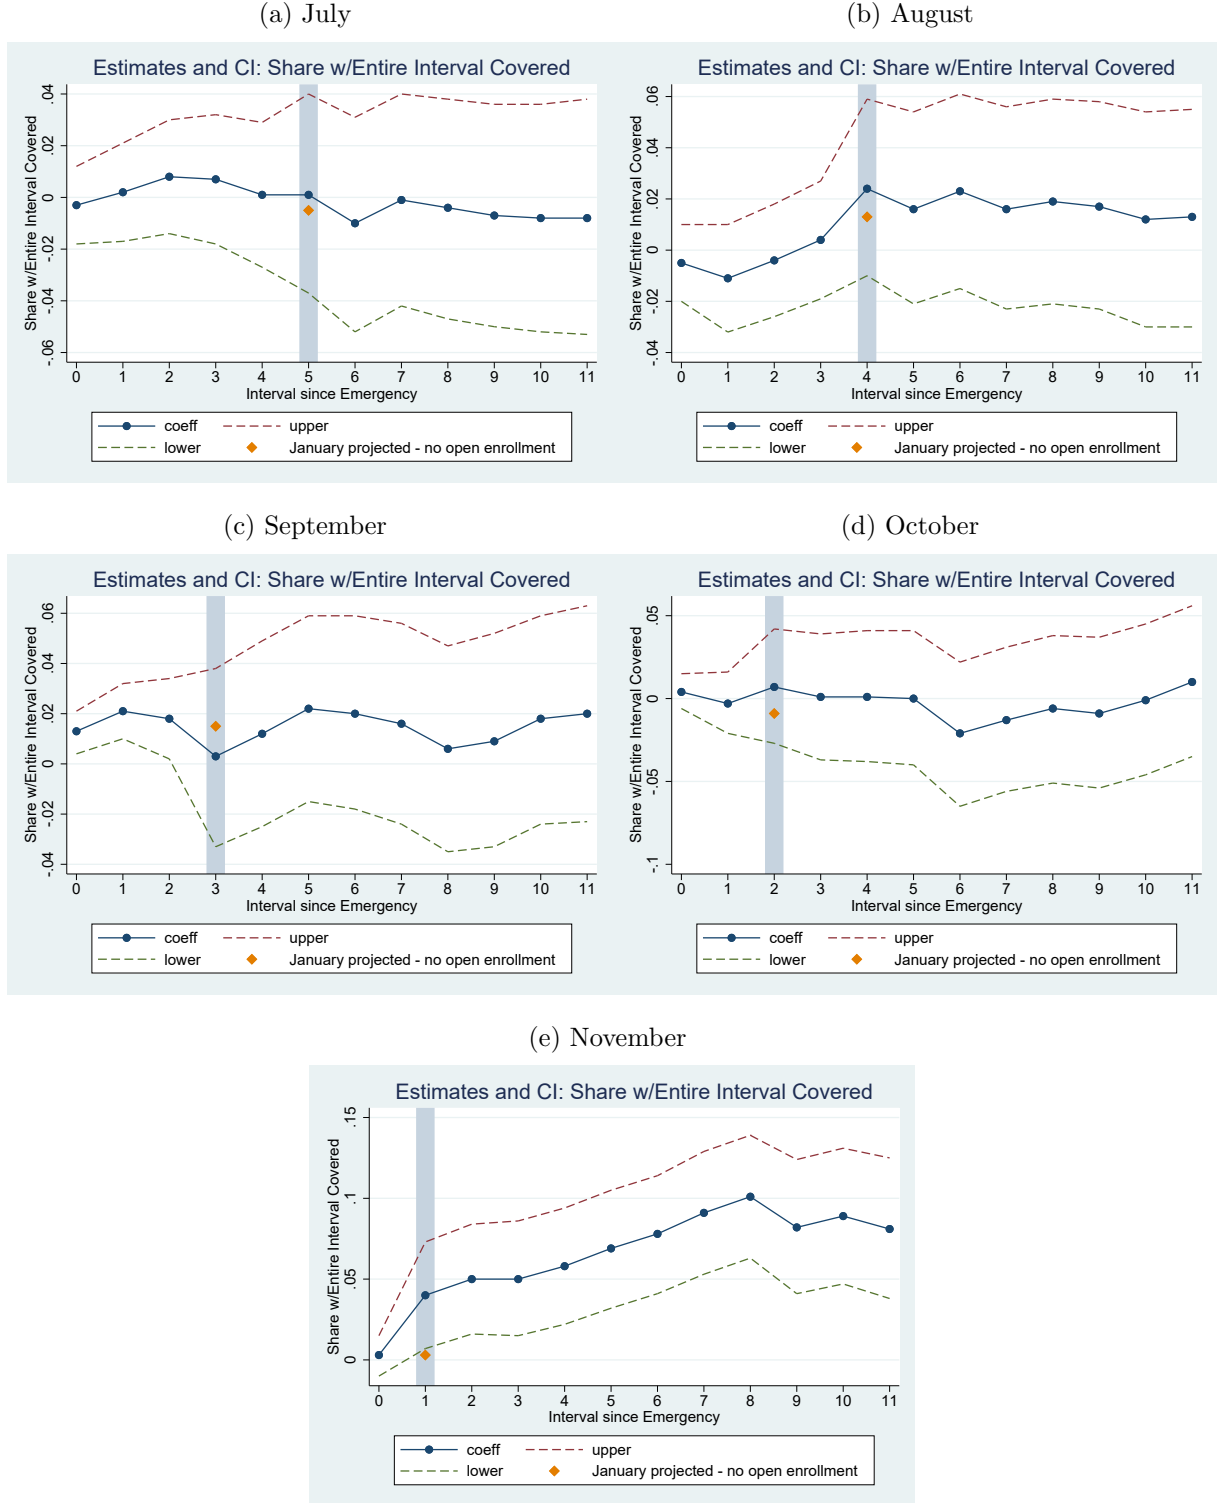 (a) July
Estimates and CI: Share w/Entire Interval Covered
Share w/Entire Interval Covered
.04
.02
0
-.02
-.04
-.06
0 1 2 3 4 5 6 7 8 9 10 11
Interval since Emergency
coeff upper
lower January projected - no open enrollment
(b) August
Estimates and CI: Share w/Entire Interval Covered
Share w/Entire Interval Covered
.06
.04
.02
0
-.02
-.04
0 1 2 3 4 5 6 7 8 9 10 11
Interval since Emergency
coeff upper
lower January projected - no open enrollment
(c) September
Estimates and CI: Share w/Entire Interval Covered
Share w/Entire Interval Covered
.06
.04
.02
0
-.02
-.04
0 1 2 3 4 5 6 7 8 9 10 11
Interval since Emergency
coeff upper
lower January projected - no open enrollment
(d) October
Estimates and CI: Share w/Entire Interval Covered
Share w/Entire Interval Covered
.05
0
-.05
-.1
0 1 2 3 4 5 6 7 8 9 10 11
Interval since Emergency
coeff upper
lower January projected - no open enrollment
(e) November
Estimates and CI: Share w/Entire Interval Covered
Share w/Entire Interval Covered
.15
.1
.05
0
0 1 2 3 4 5 6 7 8 9 10 11
Interval since Emergency
coeff upper
lower January projected - no open enrollment